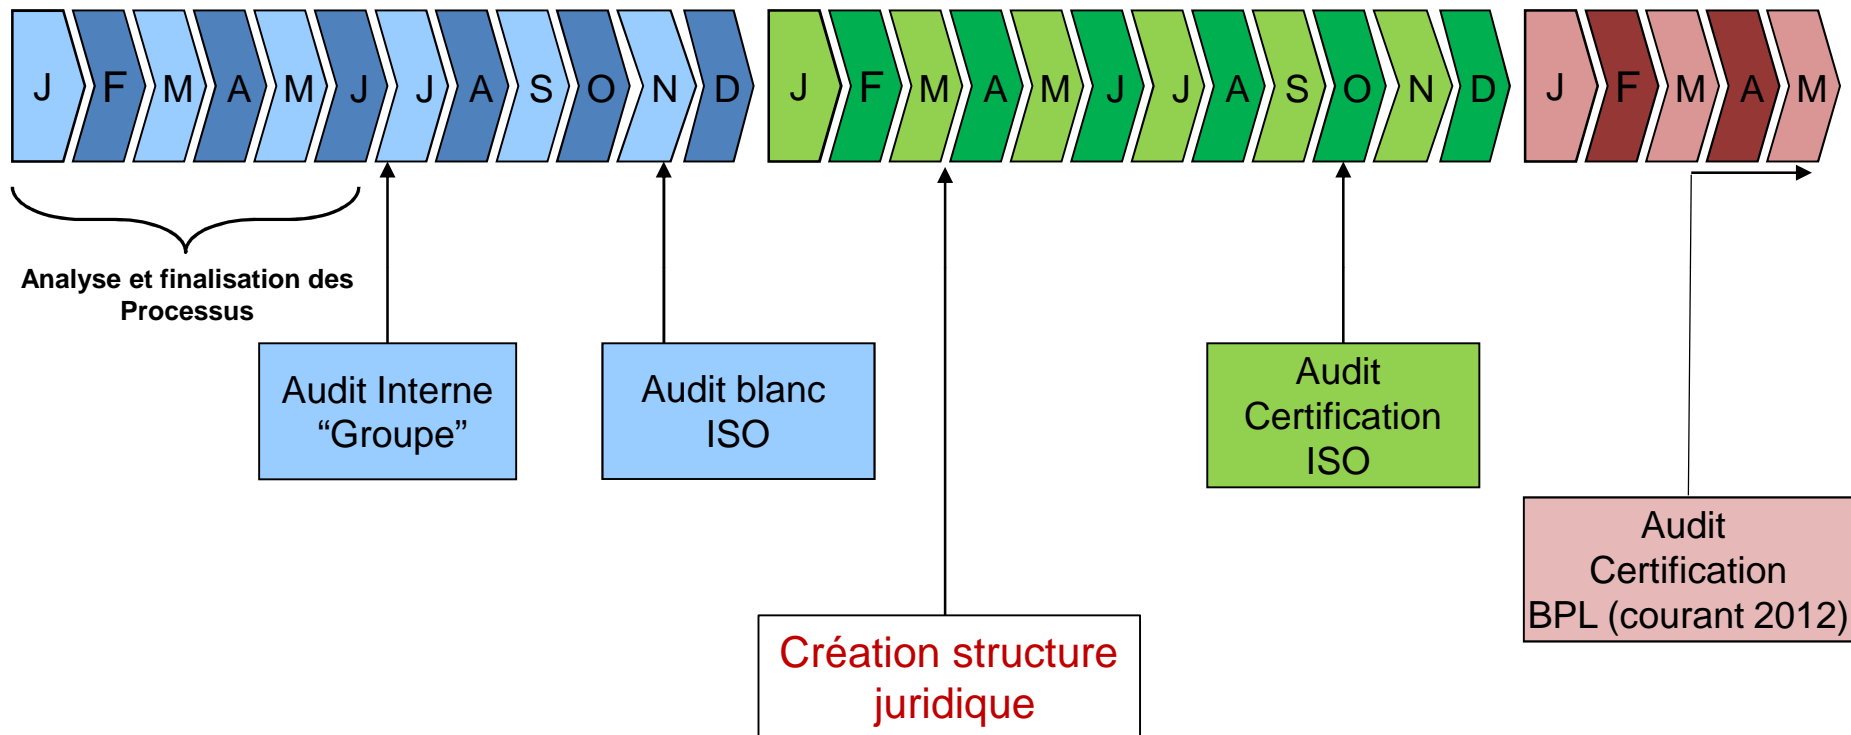 J F M A M J J A S O N D J F M A M J J A S O N D J F M A M
Analyse et finalisation des
Processus
Audit Interne
“Groupe”
Audit blanc
ISO
Audit
Certification
ISO
Audit
Certification
BPL (courant 2012)
Création structure
juridique